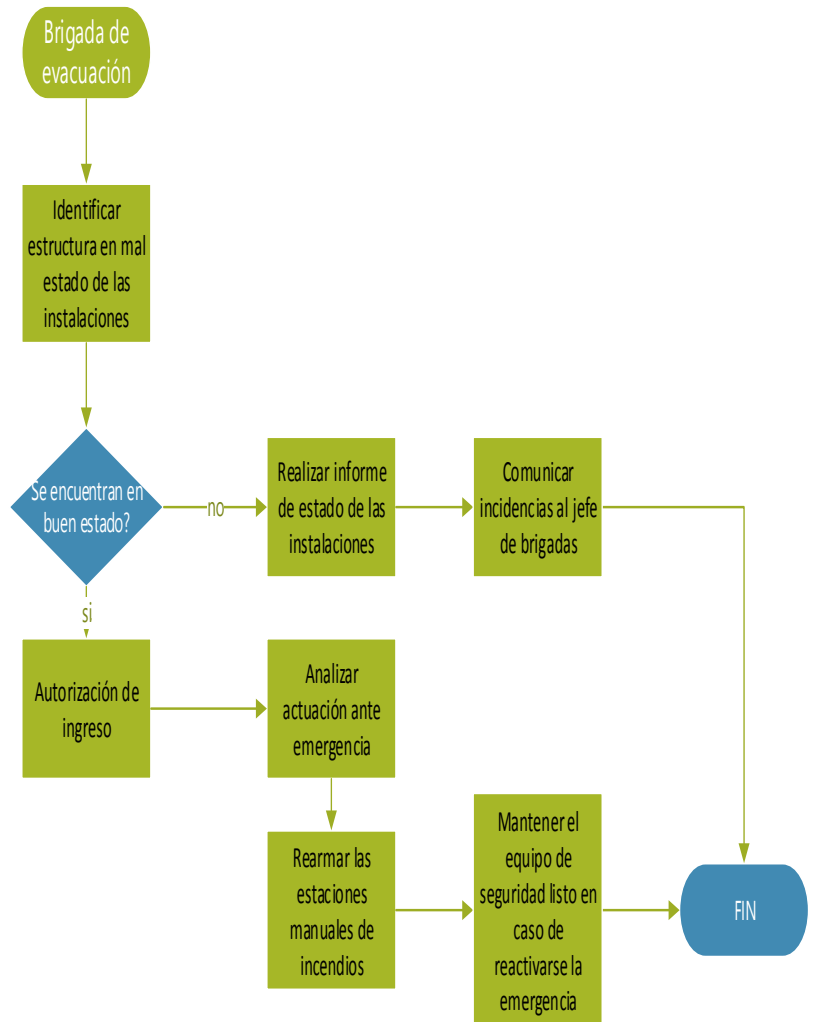 Brigada de
evacuación
Identificar
estructura en mal
estado de las
instalaciones
Se encuentran en
buen estado?
no
Realizar informe
de estado de las
instalaciones
Comunicar
incidencias al jefe
de brigadas
si
Autorización de
ingreso
Analizar
actuación ante
emergencia
Rearmar las
estaciones
manuales de
incendios
Mantener el
equipo de
seguridad listo en
caso de
reactivarse la
emergencia
FIN